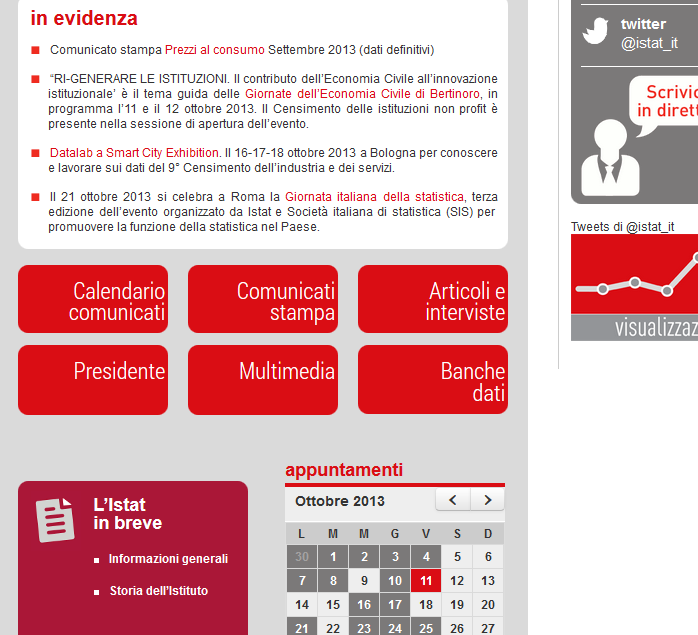 in evidenza
Comunicato stampa Prezzi al consumo Settembre 2013 (dati definitivi)
“RI-GENERARE LE ISTITUZIONI. Il contributo dell’Economia Civile all’innovazione
istituzionale’ è il tema guida delle Giornate dell’Economia Civile di Bertinoro, in
programma l’11 e il 12 ottobre 2013. Il Censimento delle istituzioni non profit è
presente nella sessione di apertura dell’evento.
Datalab a Smart City Exhibition. Il 16-17-18 ottobre 2013 a Bologna per conoscere
e lavorare sui dati del 9° Censimento dell’industria e dei servizi.
Il 21 ottobre 2013 si celebra a Roma la Giornata italiana della statistica, terza
edizione dell’evento organizzato da Istat e Società italiana di statistica (SIS) per
promuovere la funzione della statistica nel Paese.
twitter
@istat_it
Scrivic
in dirett
Tweets di @istat_it
visualizzaz
Calendario
comunicati
Comunicati
stampa
Articoli e
interviste
Presidente
Multimedia
Banche
dati
L’Istat
in breve
Informazioni generali
Storia dell’Istituto
appuntamenti
Ottobre 2013 < >
L M M G V S D
30 1 2 3 4 5 6
7 8 9 10 11 12 13
14 15 16 17 18 19 20
21 22 23 24 25 26 27